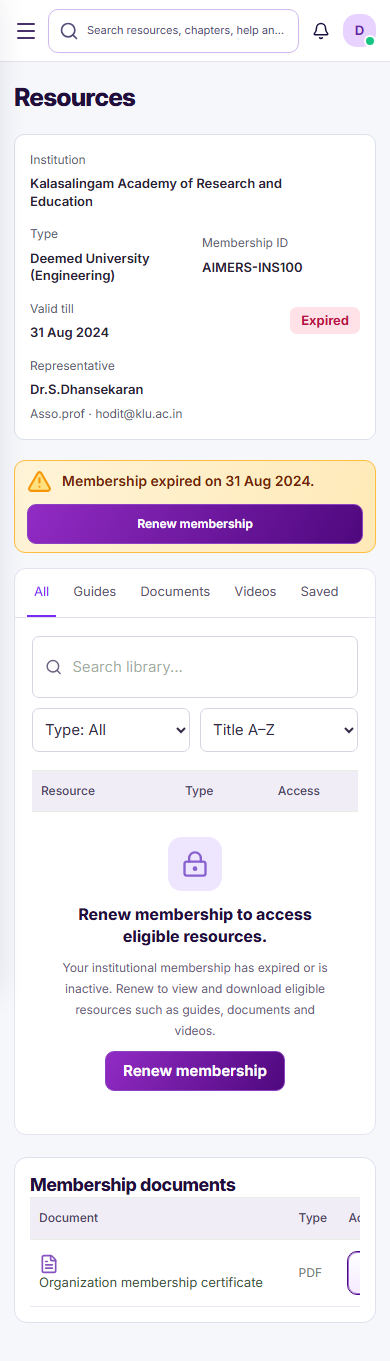 Search resources, chapters, help an...
D
Resources
Institution
Kalasalingam Academy of Research and
Education
Type
Deemed University
(Engineering)
Membership ID
AIMERS-INS100
Valid till
31 Aug 2024
Expired
Representative
Dr.S.Dhansekaran
Asso.prof · hodit@klu.ac.in
Membership expired on 31 Aug 2024.
Renew membership
All Guides Documents Videos Saved
Search library...
Type: All
Title A–Z
Resource Type Access
Renew membership to access
eligible resources.
Your institutional membership has expired or is
inactive. Renew to view and download eligible
resources such as guides, documents and
videos.
Renew membership
Membership documents
Document Type Ac
Organization membership certificate PDF